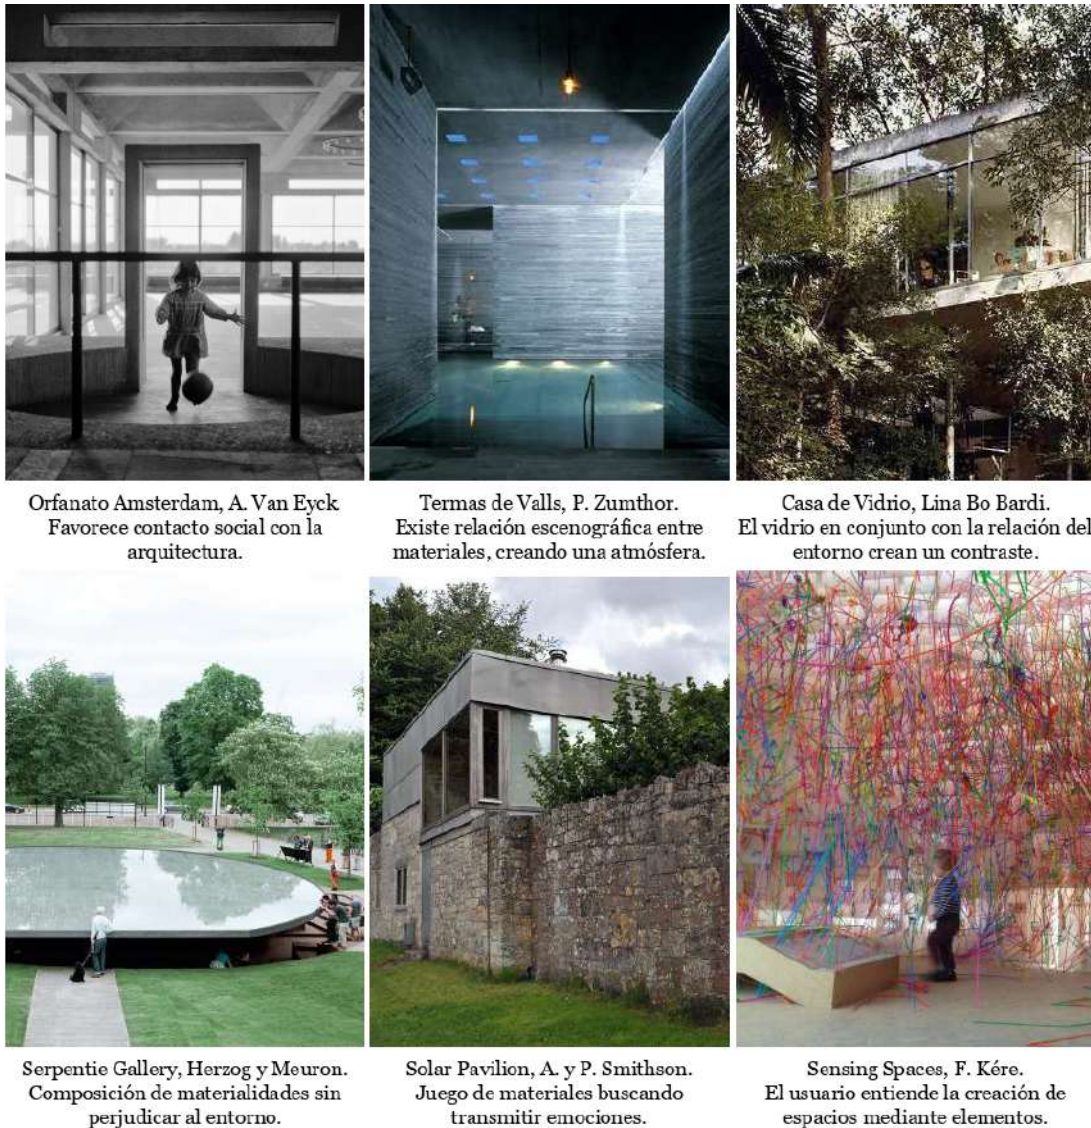 Orfanato Amsterdam, A. Van Eyck
Favorece contacto social con la
arquitectura.
Termas de Valls, P. Zumthor.
Existe relación escenográfica entre
materiales, creando una atmósfera.
Casa de Vidrio, Lina Bo Bardi.
El vidrio en conjunto con la relación del
entorno crean un contraste.
Serpentie Gallery, Herzog y Meuron.
Composición de materialidades sin
perjudicar al entorno.
Solar Pavilion, A. y P. Smithson.
Juego de materiales buscando
transmitir emociones.
Sensing Spaces, F. Kére.
El usuario entiende la creación de
espacios mediante elementos.